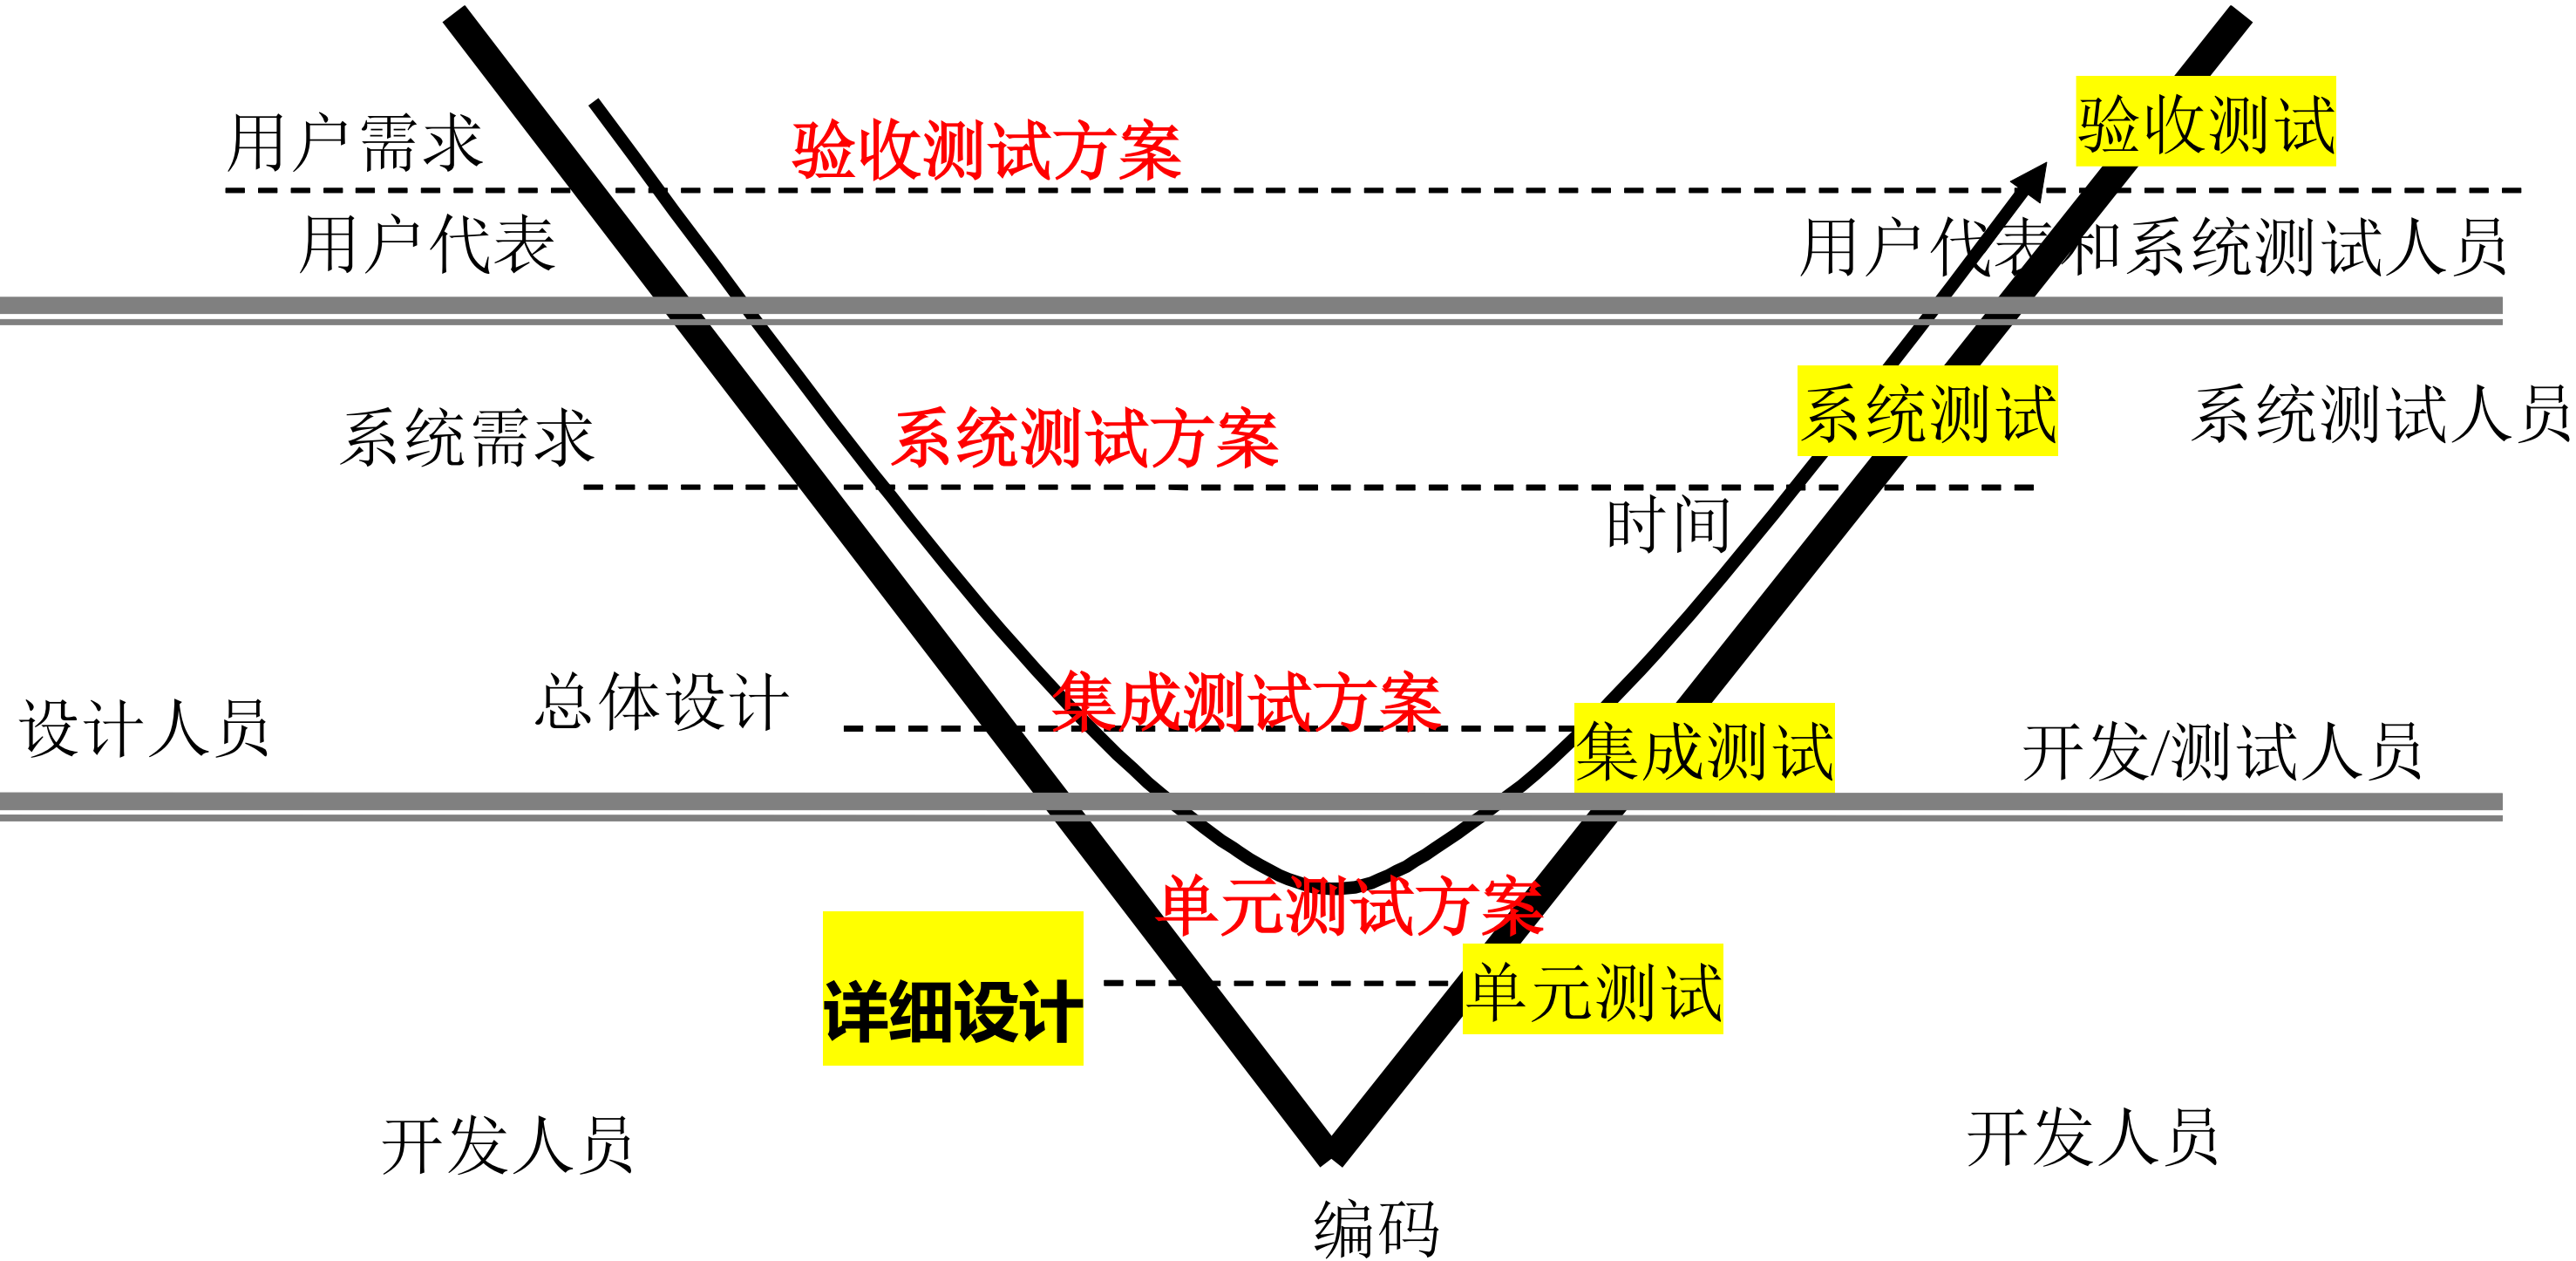 用户需求
验收测试方案
验收测试
用户代表
用户代表和系统测试人员
系统需求
系统测试方案
系统测试
系统测试人员
时间
设计人员
总体设计
集成测试方案
集成测试
开发/测试人员
单元测试方案
详细设计
单元测试
开发人员
开发人员
编码